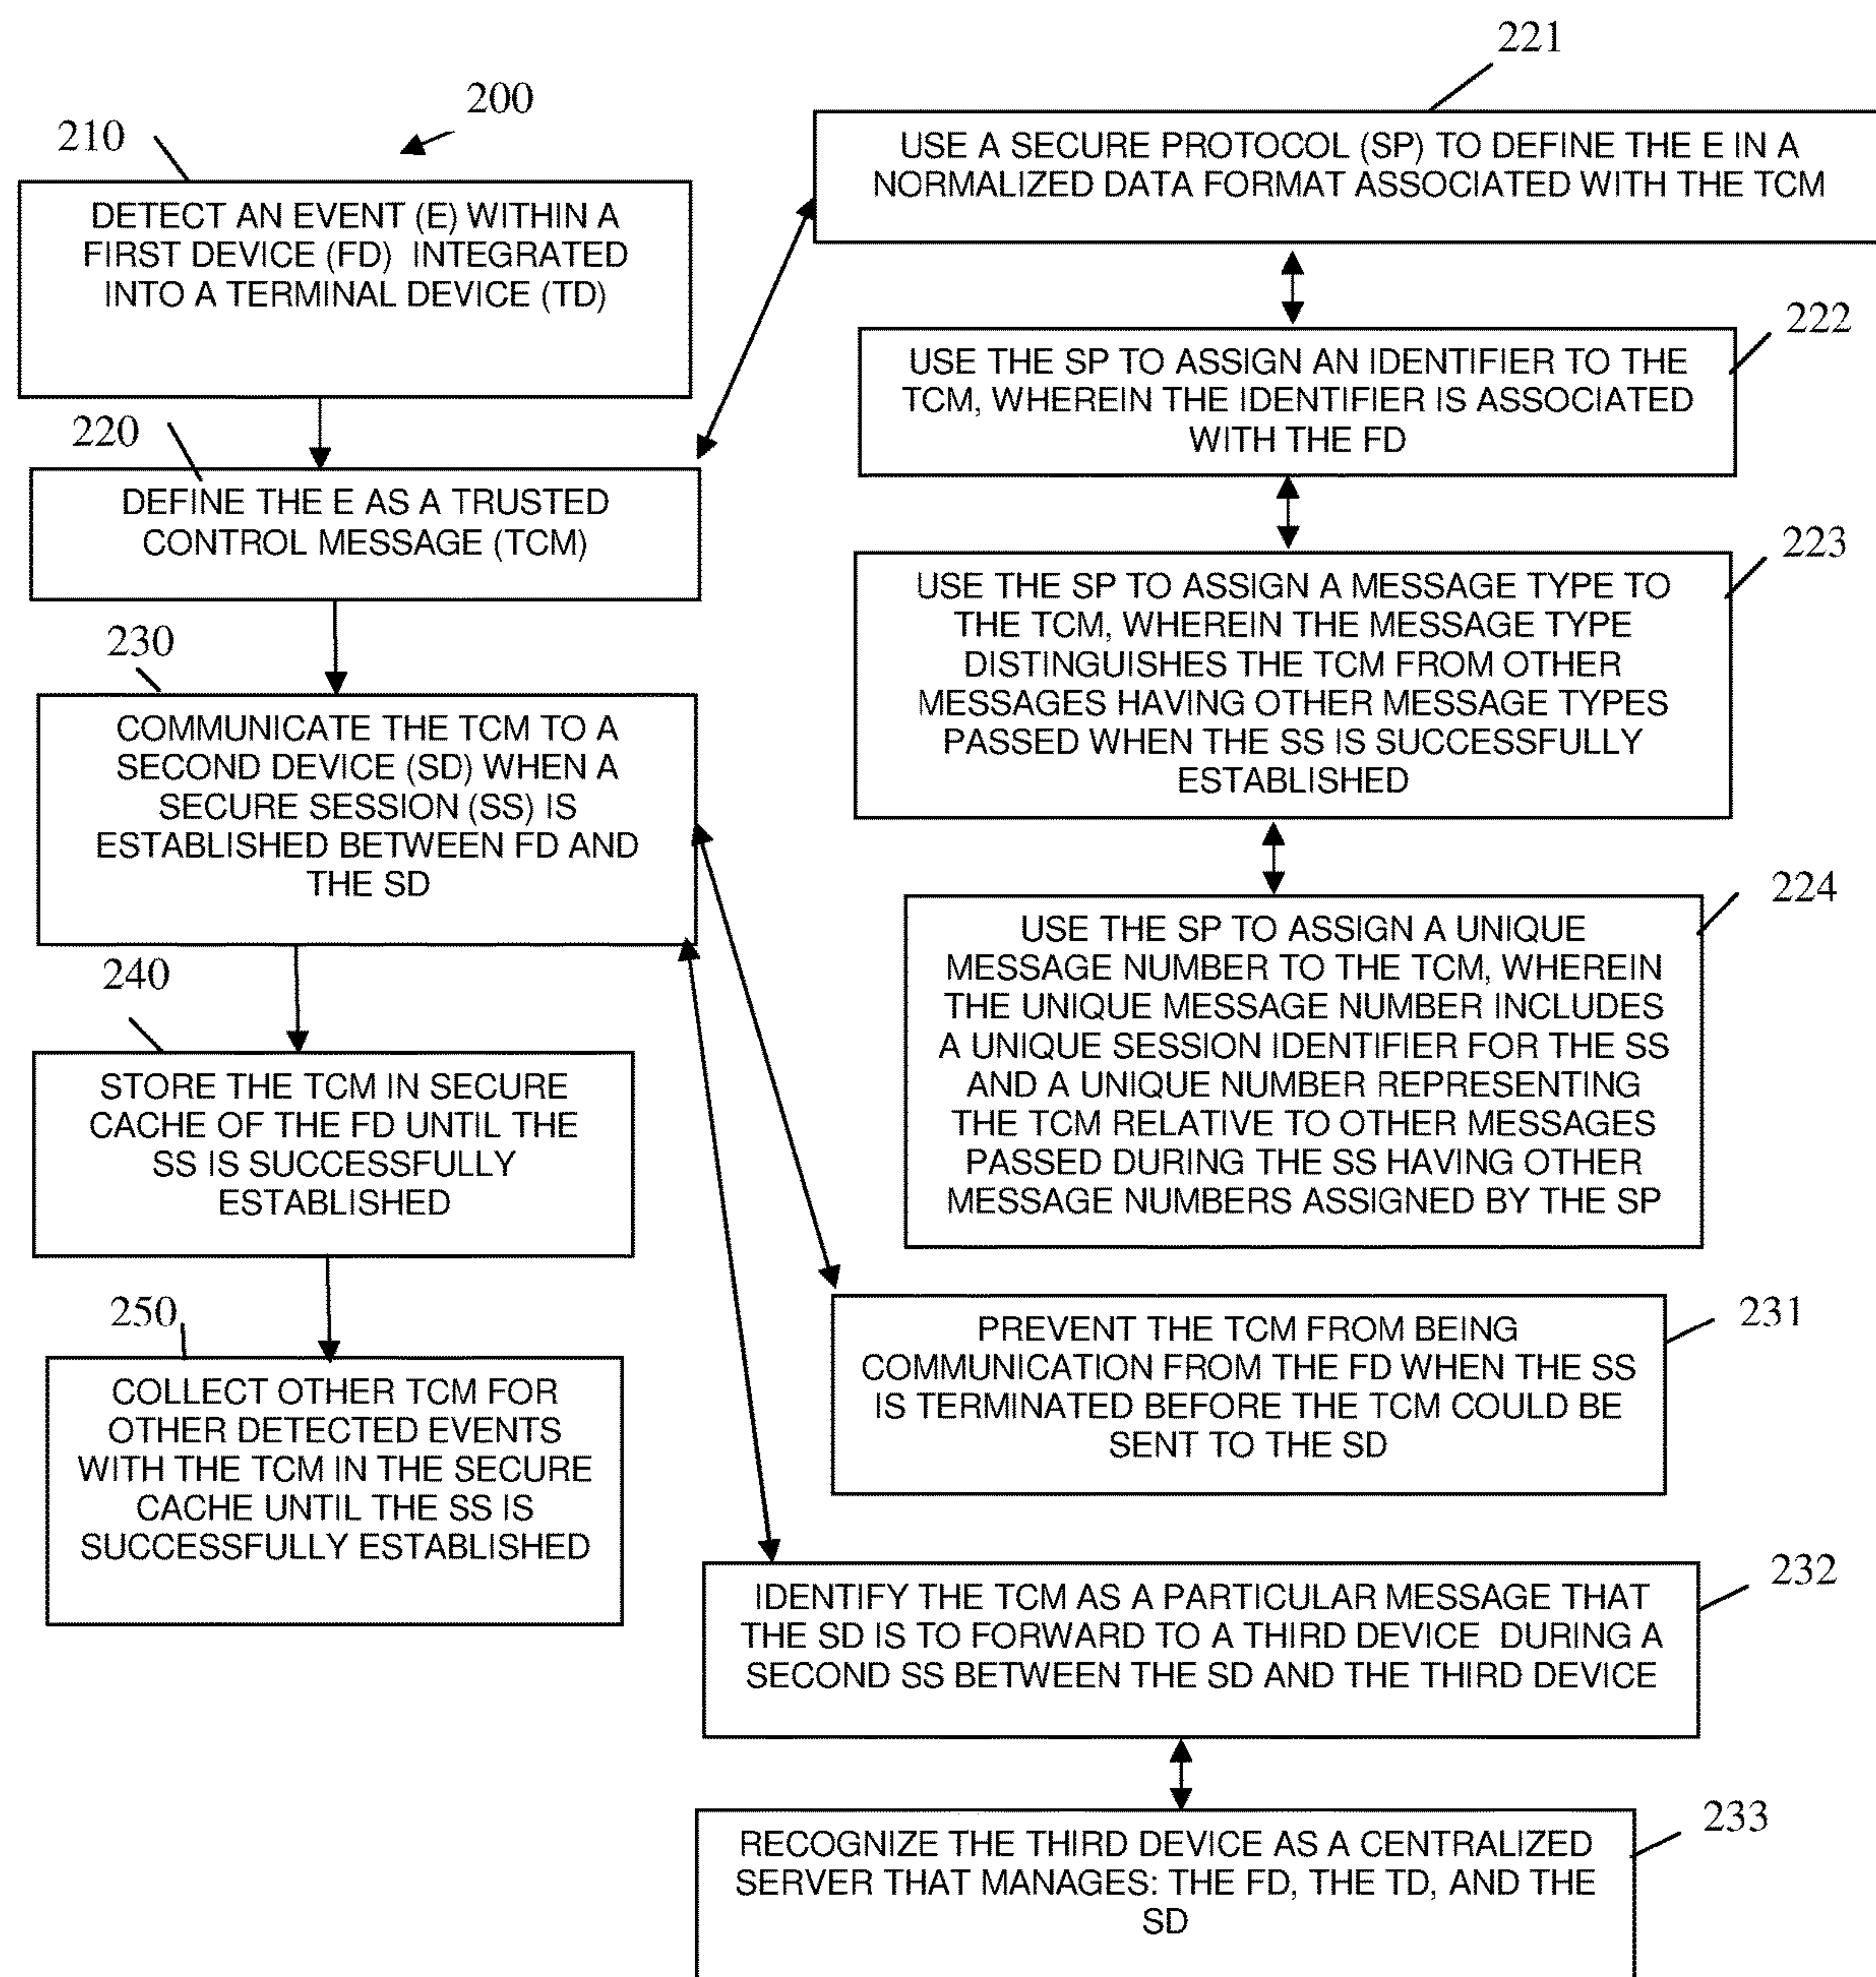 200
210
DETECT AN EVENT (E) WITHIN A
FIRST DEVICE (FD) INTEGRATED
INTO A TERMINAL DEVICE (TD)
220
DEFINE THE E AS A TRUSTED
CONTROL MESSAGE (TCM)
230
COMMUNICATE THE TCM TO A
SECOND DEVICE (SD) WHEN A
SECURE SESSION (SS) IS
ESTABLISHED BETWEEN FD AND
THE SD
240
STORE THE TCM IN SECURE
CACHE OF THE FD UNTIL THE
SS IS SUCCESSFULLY
ESTABLISHED
250
COLLECT OTHER TCM FOR
OTHER DETECTED EVENTS
WITH THE TCM IN THE SECURE
CACHE UNTIL THE SS IS
SUCCESSFULLY ESTABLISHED
221
USE A SECURE PROTOCOL (SP) TO DEFINE THE E IN A
NORMALIZED DATA FORMAT ASSOCIATED WITH THE TCM
222
USE THE SP TO ASSIGN AN IDENTIFIER TO THE
TCM, WHEREIN THE IDENTIFIER IS ASSOCIATED
WITH THE FD
223
USE THE SP TO ASSIGN A MESSAGE TYPE TO
THE TCM, WHEREIN THE MESSAGE TYPE
DISTINGUISHES THE TCM FROM OTHER
MESSAGES HAVING OTHER MESSAGE TYPES
PASSED WHEN THE SS IS SUCCESSFULLY
ESTABLISHED
224
USE THE SP TO ASSIGN A UNIQUE
MESSAGE NUMBER TO THE TCM, WHEREIN
THE UNIQUE MESSAGE NUMBER INCLUDES
A UNIQUE SESSION IDENTIFIER FOR THE SS
AND A UNIQUE NUMBER REPRESENTING
THE TCM RELATIVE TO OTHER MESSAGES
PASSED DURING THE SS HAVING OTHER
MESSAGE NUMBERS ASSIGNED BY THE SP
231
PREVENT THE TCM FROM BEING
COMMUNICATION FROM THE FD WHEN THE SS
IS TERMINATED BEFORE THE TCM COULD BE
SENT TO THE SD
232
IDENTIFY THE TCM AS A PARTICULAR MESSAGE THAT
THE SD IS TO FORWARD TO A THIRD DEVICE DURING A
SECOND SS BETWEEN THE SD AND THE THIRD DEVICE
233
RECOGNIZE THE THIRD DEVICE AS A CENTRALIZED
SERVER THAT MANAGES: THE FD, THE TD, AND THE
SD